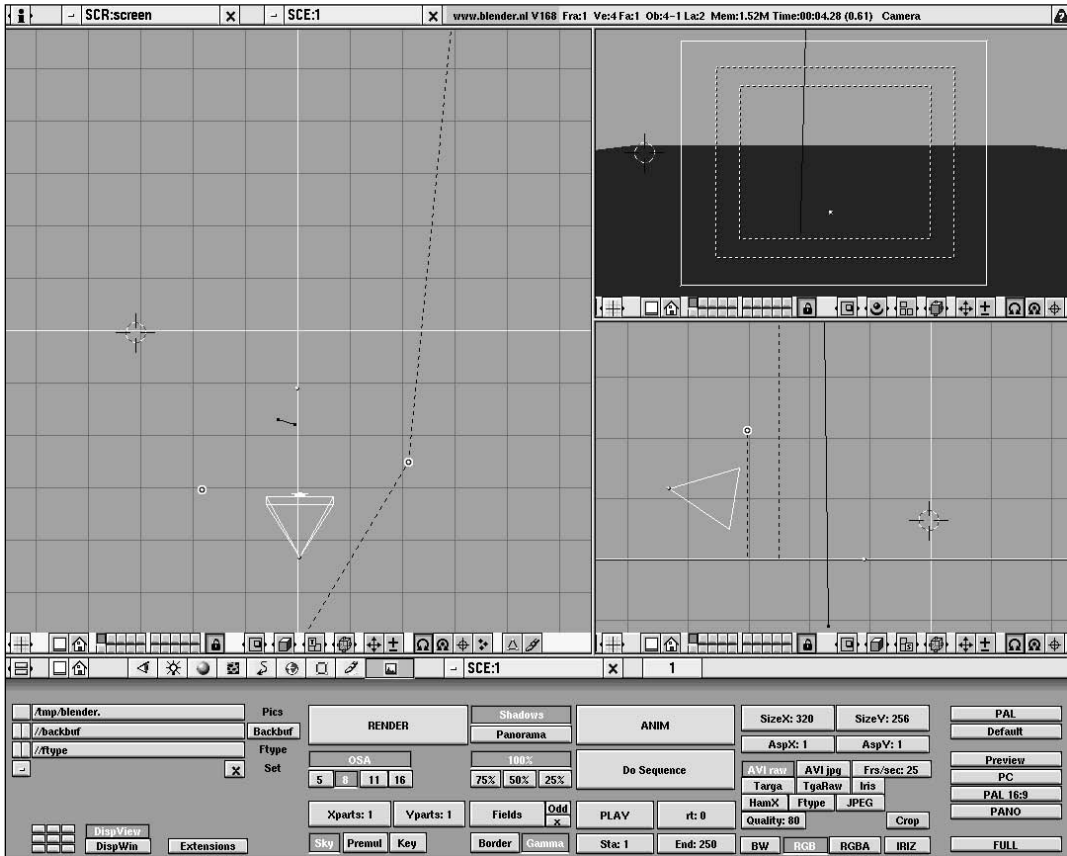 SCR:screen X SCE:1 X www.blender.nl V168 Fra:1 Ve:4 Fa:1 Ob:4-1 La:2 Mem:1.52M Time:00:04.28 (0.61) Camera
SCE:1 X 1
/tmp/blender. Pics
//backbuf Backbuf
//ftype Ftype
X Set
DispView
DispWin Extensions
RENDER
Shadows
Panorama
ANIM
OSA
5 8 11 16
100%
75% 50% 25%
Do Sequence
Xparts: 1 Yparts: 1
Fields Odd
x
PLAY rt: 0
Sky Premul Key
Border Gamma
Sta: 1 End: 250
SizeX: 320 SizeY: 256
AspX: 1 AspY: 1
AVI raw AVI jpg Frs/sec: 25
Targa TgaRaw Iris
HamX Ftype JPEG
Quality: 80 Crop
BW RGB RGBA IRIZ
PAL
Default
Preview
PC
PAL 16:9
PANO
FULL